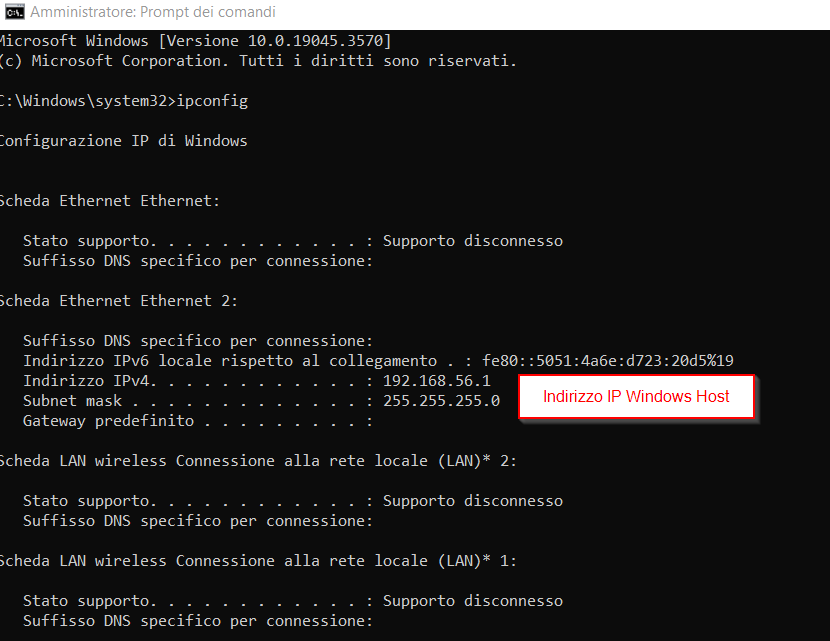 Amministratore: Prompt dei comandi
Microsoft Windows [Versione 10.0.19045.3570]
(c) Microsoft Corporation. Tutti i diritti sono riservati.
C:\Windows\system32>ipconfig
Configurazione IP di Windows
Scheda Ethernet Ethernet:
Stato supporto. . . . . . . . . . . . : Supporto disconnesso
Suffisso DNS specifico per connessione:
Scheda Ethernet Ethernet 2:
Suffisso DNS specifico per connessione:
Indirizzo IPv6 locale rispetto al collegamento . : fe80::5051:4a6e:d723:20d5%19
Indirizzo IPv4. . . . . . . . . . . . : 192.168.56.1
Subnet mask . . . . . . . . . . . . . : 255.255.255.0
Indirizzo IP Windows Host
Gateway predefinito . . . . . . . . . :
Scheda LAN wireless Connessione alla rete locale (LAN)* 2:
Stato supporto. . . . . . . . . . . . : Supporto disconnesso
Suffisso DNS specifico per connessione:
Scheda LAN wireless Connessione alla rete locale (LAN)* 1:
Stato supporto. . . . . . . . . . . . : Supporto disconnesso
Suffisso DNS specifico per connessione: